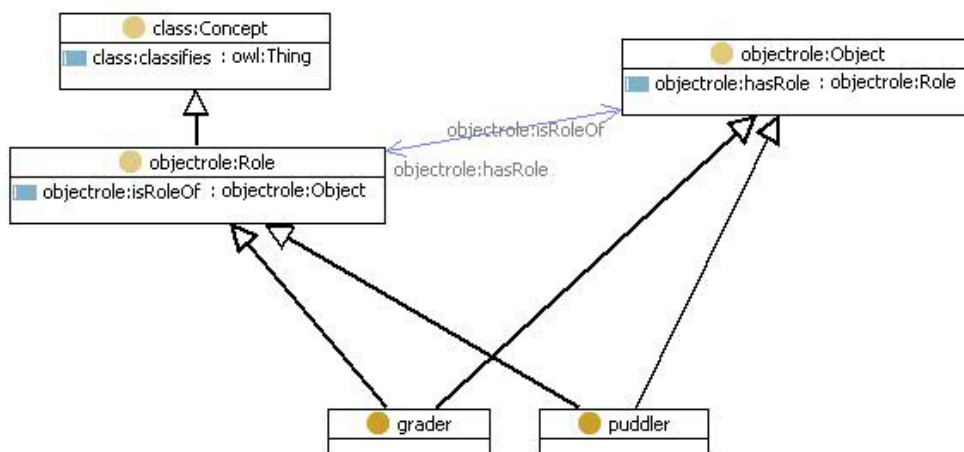 class:Concept
class:classifies : owl:Thing
objectrole:Object
objectrole:hasRole : objectrole:Role
objectrole:isRoleOf
objectrole:hasRole
objectrole:Role
objectrole:isRoleOf : objectrole:Object
grader
puddler